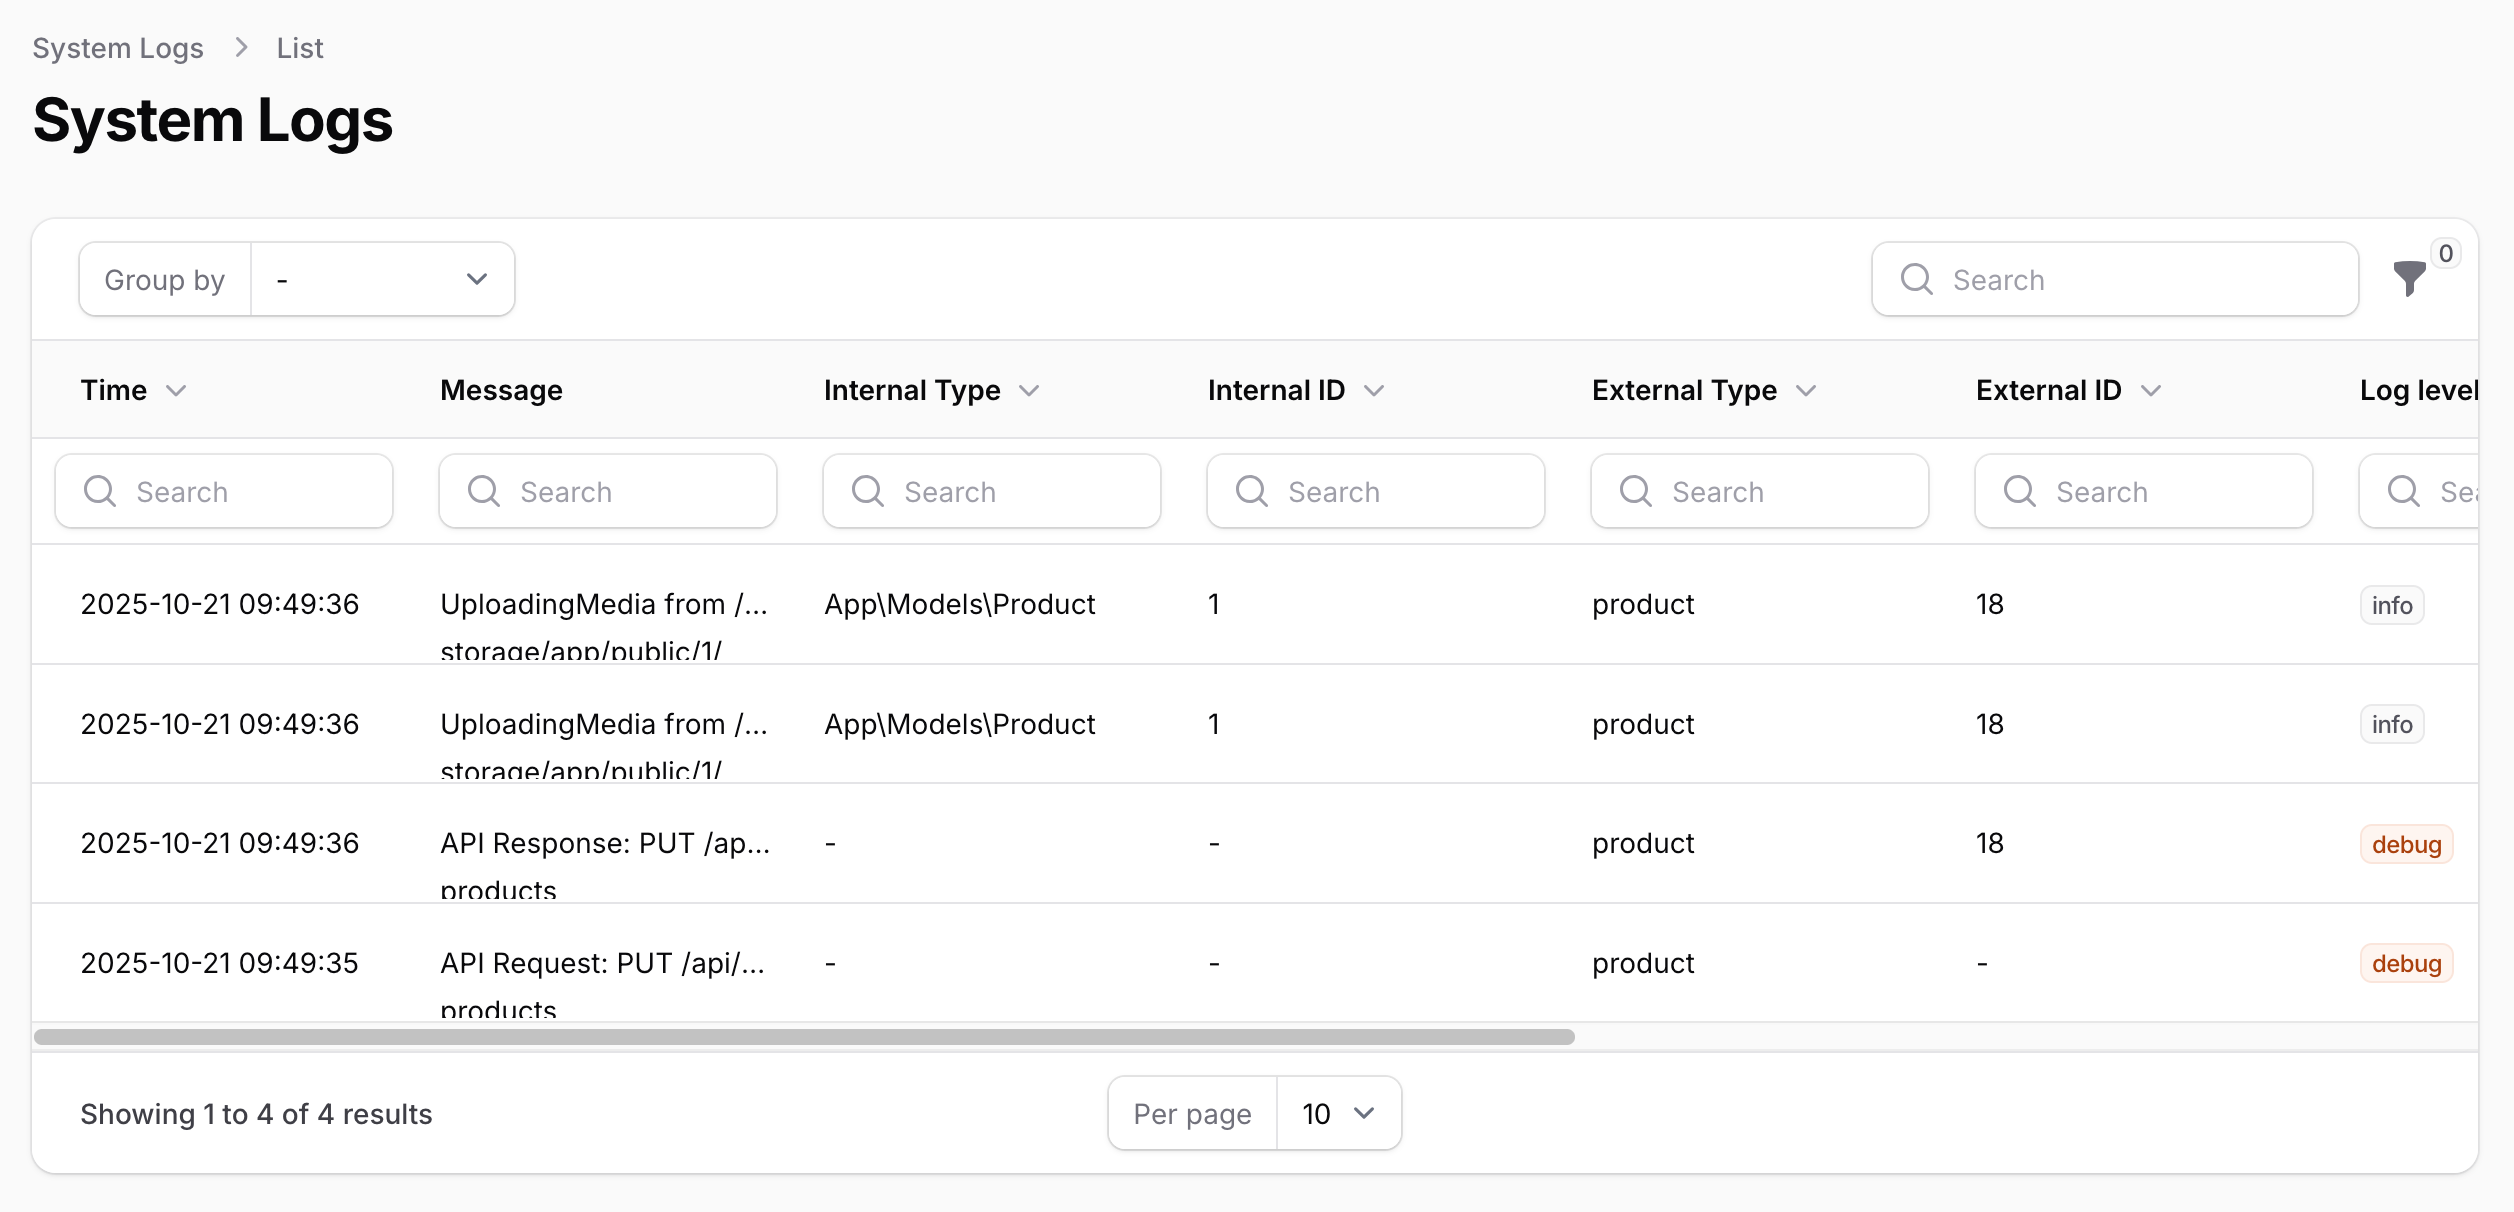 System Logs > List
System Logs
Group by -
Search 0
Time Message Internal Type Internal ID External Type External ID Log level
Search Search Search Search Search Search Sea
2025-10-21 09:49:36 UploadingMedia from /... App\Models\Product 1 product 18 info
storage/app/public/1/
2025-10-21 09:49:36 UploadingMedia from /... App\Models\Product 1 product 18 info
storage/app/public/1/
2025-10-21 09:49:36 API Response: PUT /ap... - - product 18 debug
products
2025-10-21 09:49:35 API Request: PUT /api/... - - product - debug
products
Showing 1 to 4 of 4 results Per page 10